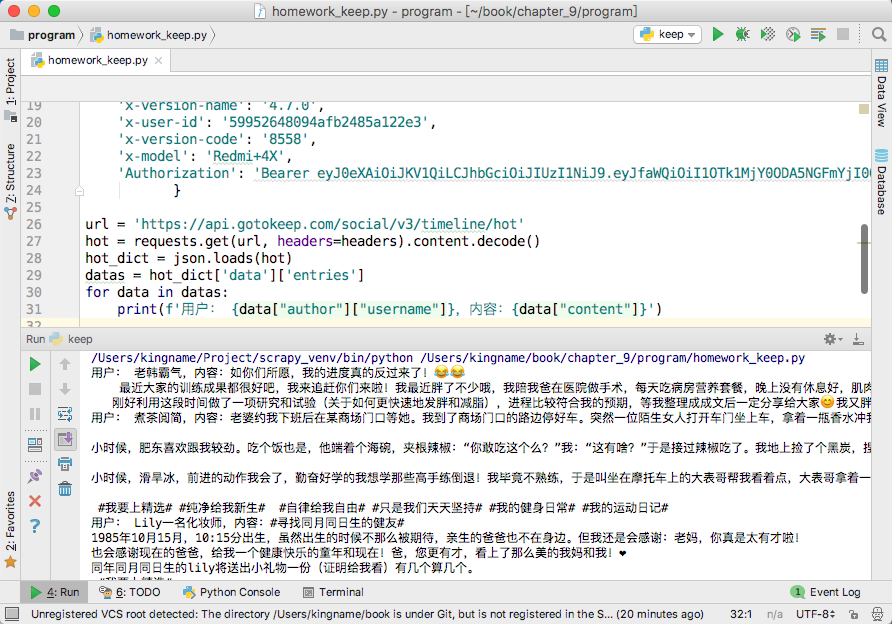 homework_keep.py - program - [~/book/chapter_9/program]
program
homework_keep.py
keep
homework_keep.py
1: Project
Z: Structure
2: Favorites
Data View
Database
19 'x-version-name': '4.7.0',
20 'x-user-id': '59952648094afb2485a122e3',
21 'x-version-code': '8558',
22 'x-model': 'Redmi+4X',
23 'Authorization': 'Bearer eyJ0eXAiOiJKV1QiLCJhbGciOiJIUzI1NiJ9.eyJfaWQiOiI1OTk1MjY0ODA5NGFmYjI0
24 }
25
26 url = 'https://api.gotokeep.com/social/v3/timeline/hot'
27 hot = requests.get(url, headers=headers).content.decode()
28 hot_dict = json.loads(hot)
29 datas = hot_dict['data']['entries']
30 for data in datas:
31 print(f'用户： {data["author"]["username"]}，内容：{data["content"]}')
32
Run keep
/Users/kingname/Project/scrapy_venv/bin/python /Users/kingname/book/chapter_9/program/homework_keep.py
用户： 老韩霸气，内容：如你们所愿，我的进度真的反过来了！😂😂
最近大家的训练成果都很好吧，我来追赶你们来啦！我最近胖了不少哦，我陪我爸在医院做手术，每天吃病房营养套餐，晚上没有休息好，肌肉
刚好利用这段时间做了一项研究和试验（关于如何更快速地发胖和减脂），进程比较符合我的预期，等我整理成成文后一定分享给大家😊我又胖
用户： 煮茶阅简，内容：老婆约我下班后在某商场门口等她。我到了商场门口的路边停好车。突然一位陌生女人打开车门坐上车，拿着一瓶香水冲我
小时候，肥东喜欢跟我较劲。吃个饭也是，他端着个海碗，夹根辣椒：“你敢吃这个么？”我：“这有啥？”于是接过辣椒吃了。我地上捡了个黑炭，捏
小时候，滑旱冰，前进的动作我会了，勤奋好学的我想学那些高手练倒退！我毕竟不熟练，于是叫坐在摩托车上的大表哥帮我看着点，大表哥拿着一
#我要上精选# #纯净给我新生# #自律给我自由# #只是我们天天坚持# #我的健身日常# #我的运动日记#
用户： Lily一名化妆师，内容：#寻找同月同日生的健友#
1985年10月15月，10:15分出生，虽然出生的时候不那么被期待，亲生的爸爸也不在身边。但我还是会感谢：老妈，你真是太有才啦！
也会感谢现在的爸爸，给我一个健康快乐的童年和现在！爸，您更有才，看上了那么美的我妈和我！❤
同年同月同日生的lily将送出小礼物一份（证明给我看）有几个算几个。
#我要上精选#
4: Run
6: TODO
Python Console
Terminal
1 Event Log
Unregistered VCS root detected: The directory /Users/kingname/book is under Git, but is not registered in the S... (20 minutes ago)
32:1
n/a
UTF-8